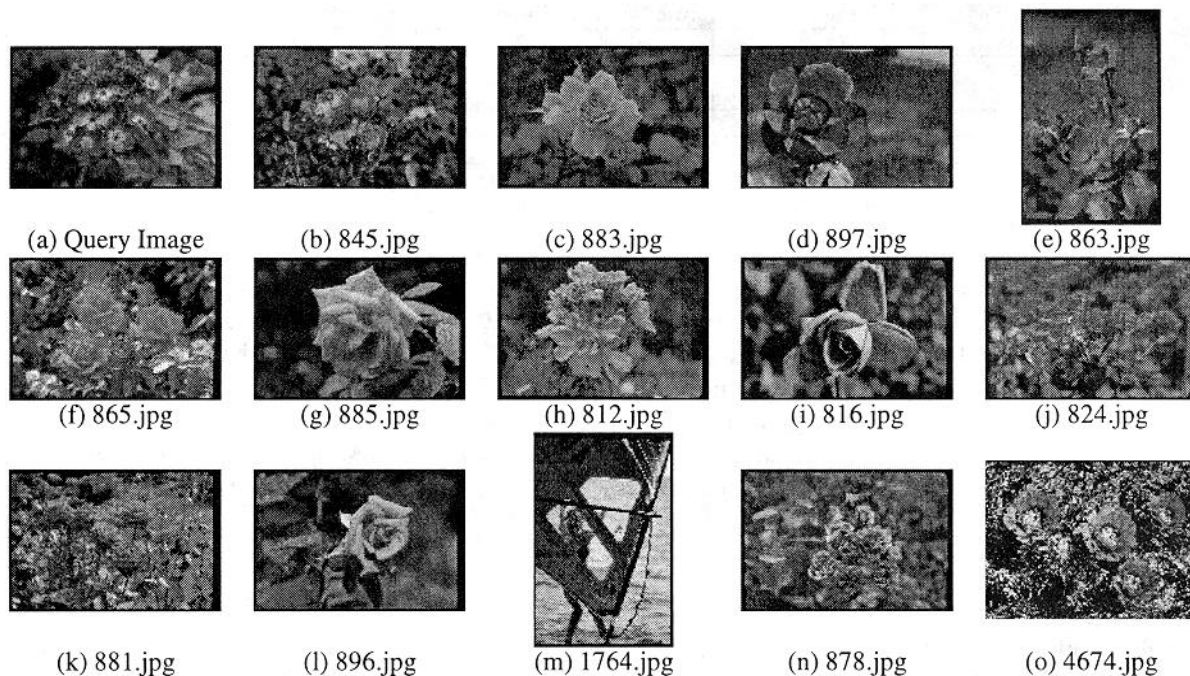 (a) Query Image (b) 845.jpg (c) 883.jpg (d) 897.jpg (e) 863.jpg
(f) 865.jpg (g) 885.jpg (h) 812.jpg (i) 816.jpg (j) 824.jpg
(k) 881.jpg (l) 896.jpg (m) 1764.jpg (n) 878.jpg (o) 4674.jpg